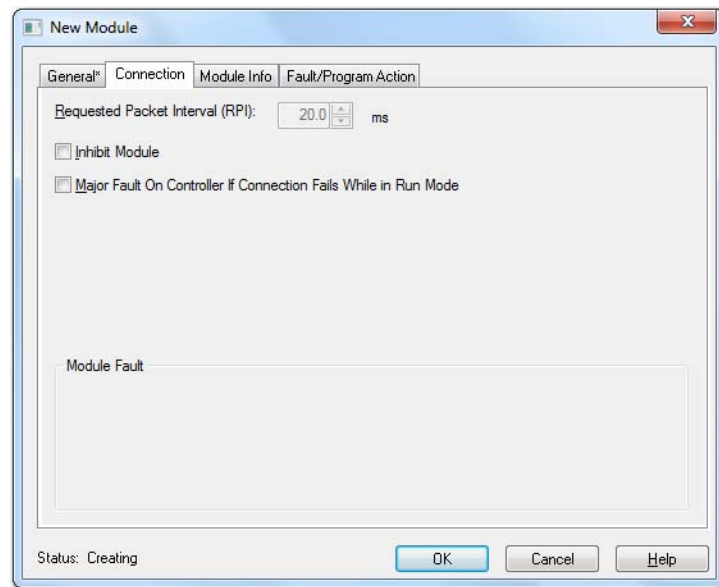 New Module
General* Connection Module Info Fault/Program Action
Requested Packet Interval (RPI): 20.0 ms
Inhibit Module
Major Fault On Controller If Connection Fails While in Run Mode
Module Fault
Status: Creating OK Cancel Help